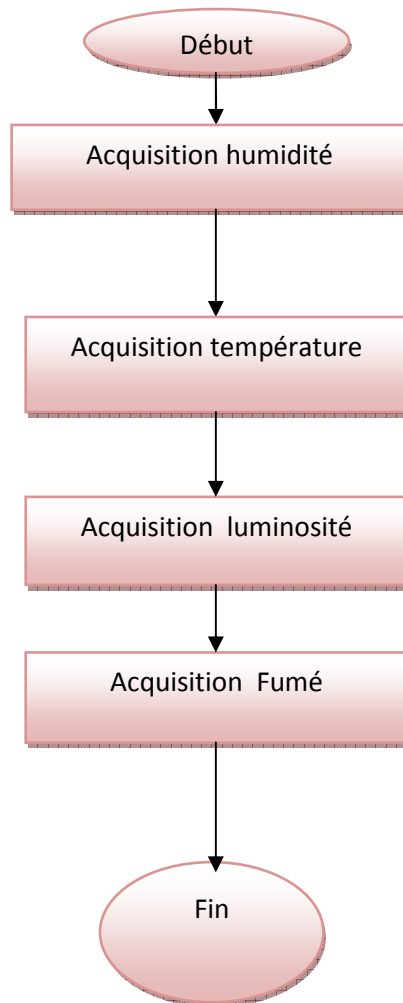 Début
Acquisition humidité
Acquisition température
Acquisition luminosité
Acquisition Fumé
Fin